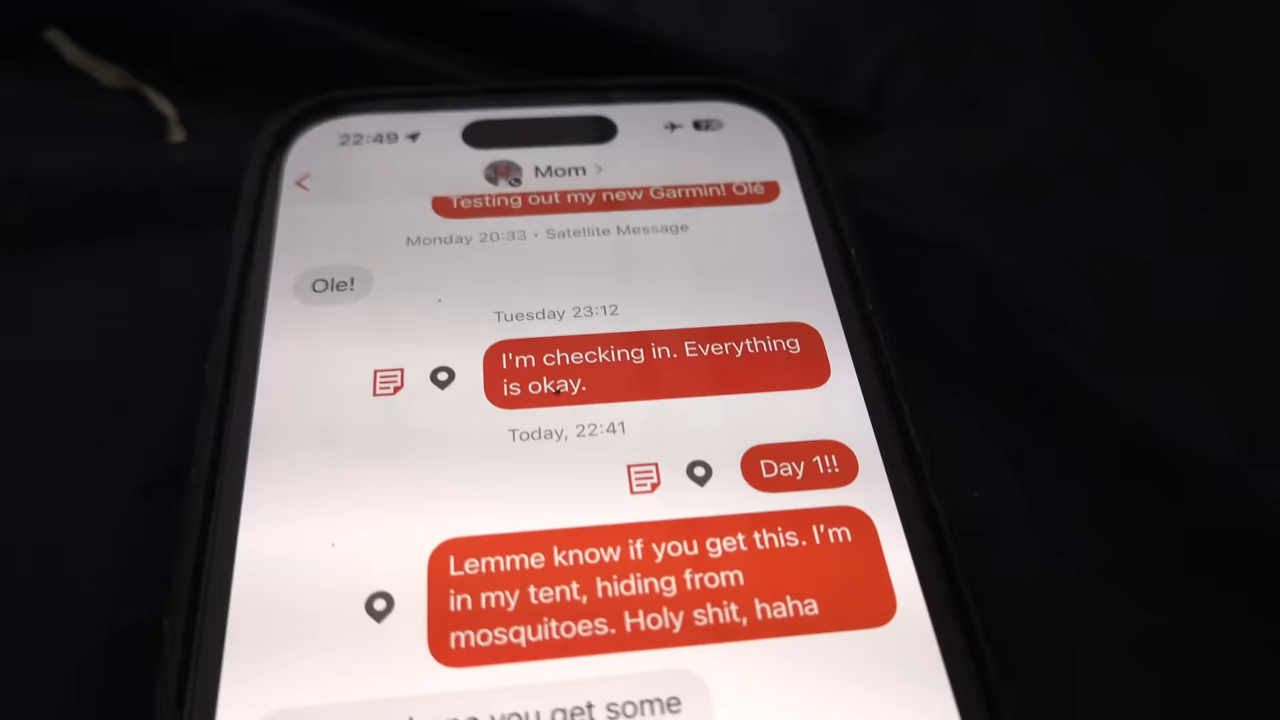 22:49
Mom
Testing out my new Garmin! Olé
Monday 20:33 • Satellite Message
Ole!
Tuesday 23:12
I'm checking in. Everything
is okay.
Today, 22:41
Day 1!!
Lemme know if you get this. I'm
in my tent, hiding from
mosquitoes. Holy shit, haha
you get some